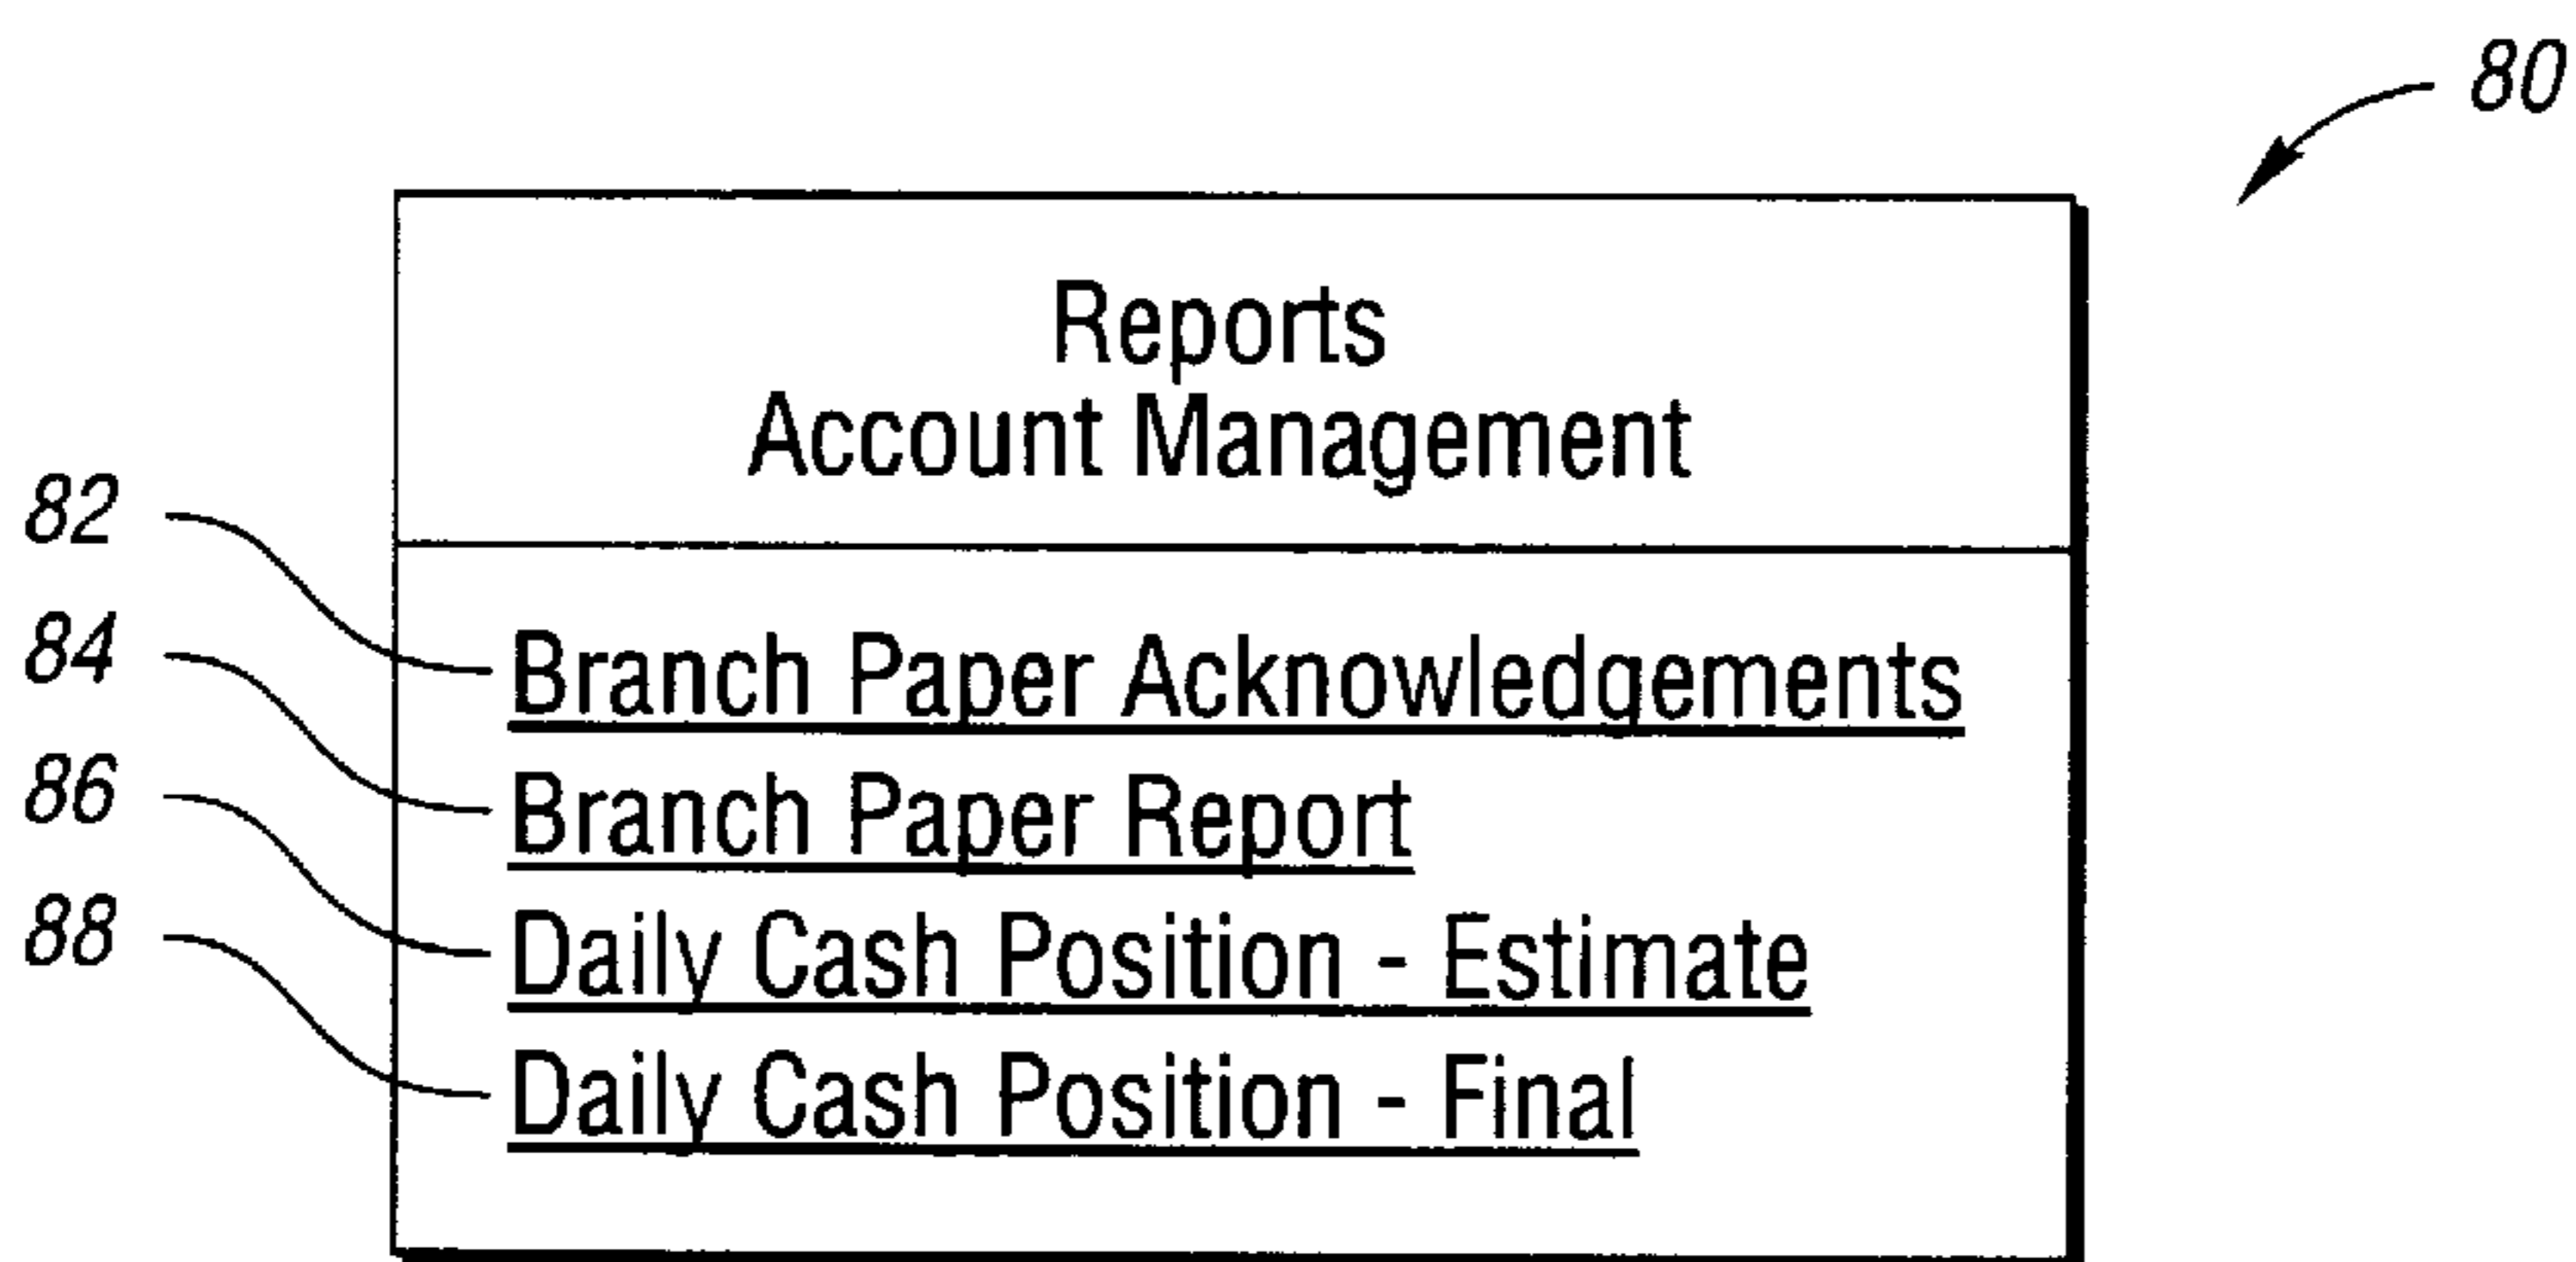 80
Reports
Account Management
82
84
86
88
Branch Paper Acknowledgements
Branch Paper Report
Daily Cash Position - Estimate
Daily Cash Position - Final